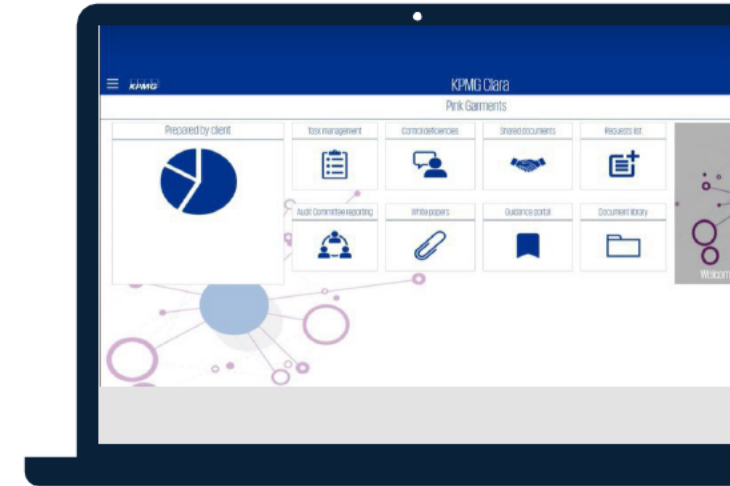 KPMG
KPMG Clara
Pink Garments
Prepared by client
Task management
Control deficiencies
Shared documents
Requests list
Audit Committee reporting
White papers
Guidance portal
Document library
Welcom